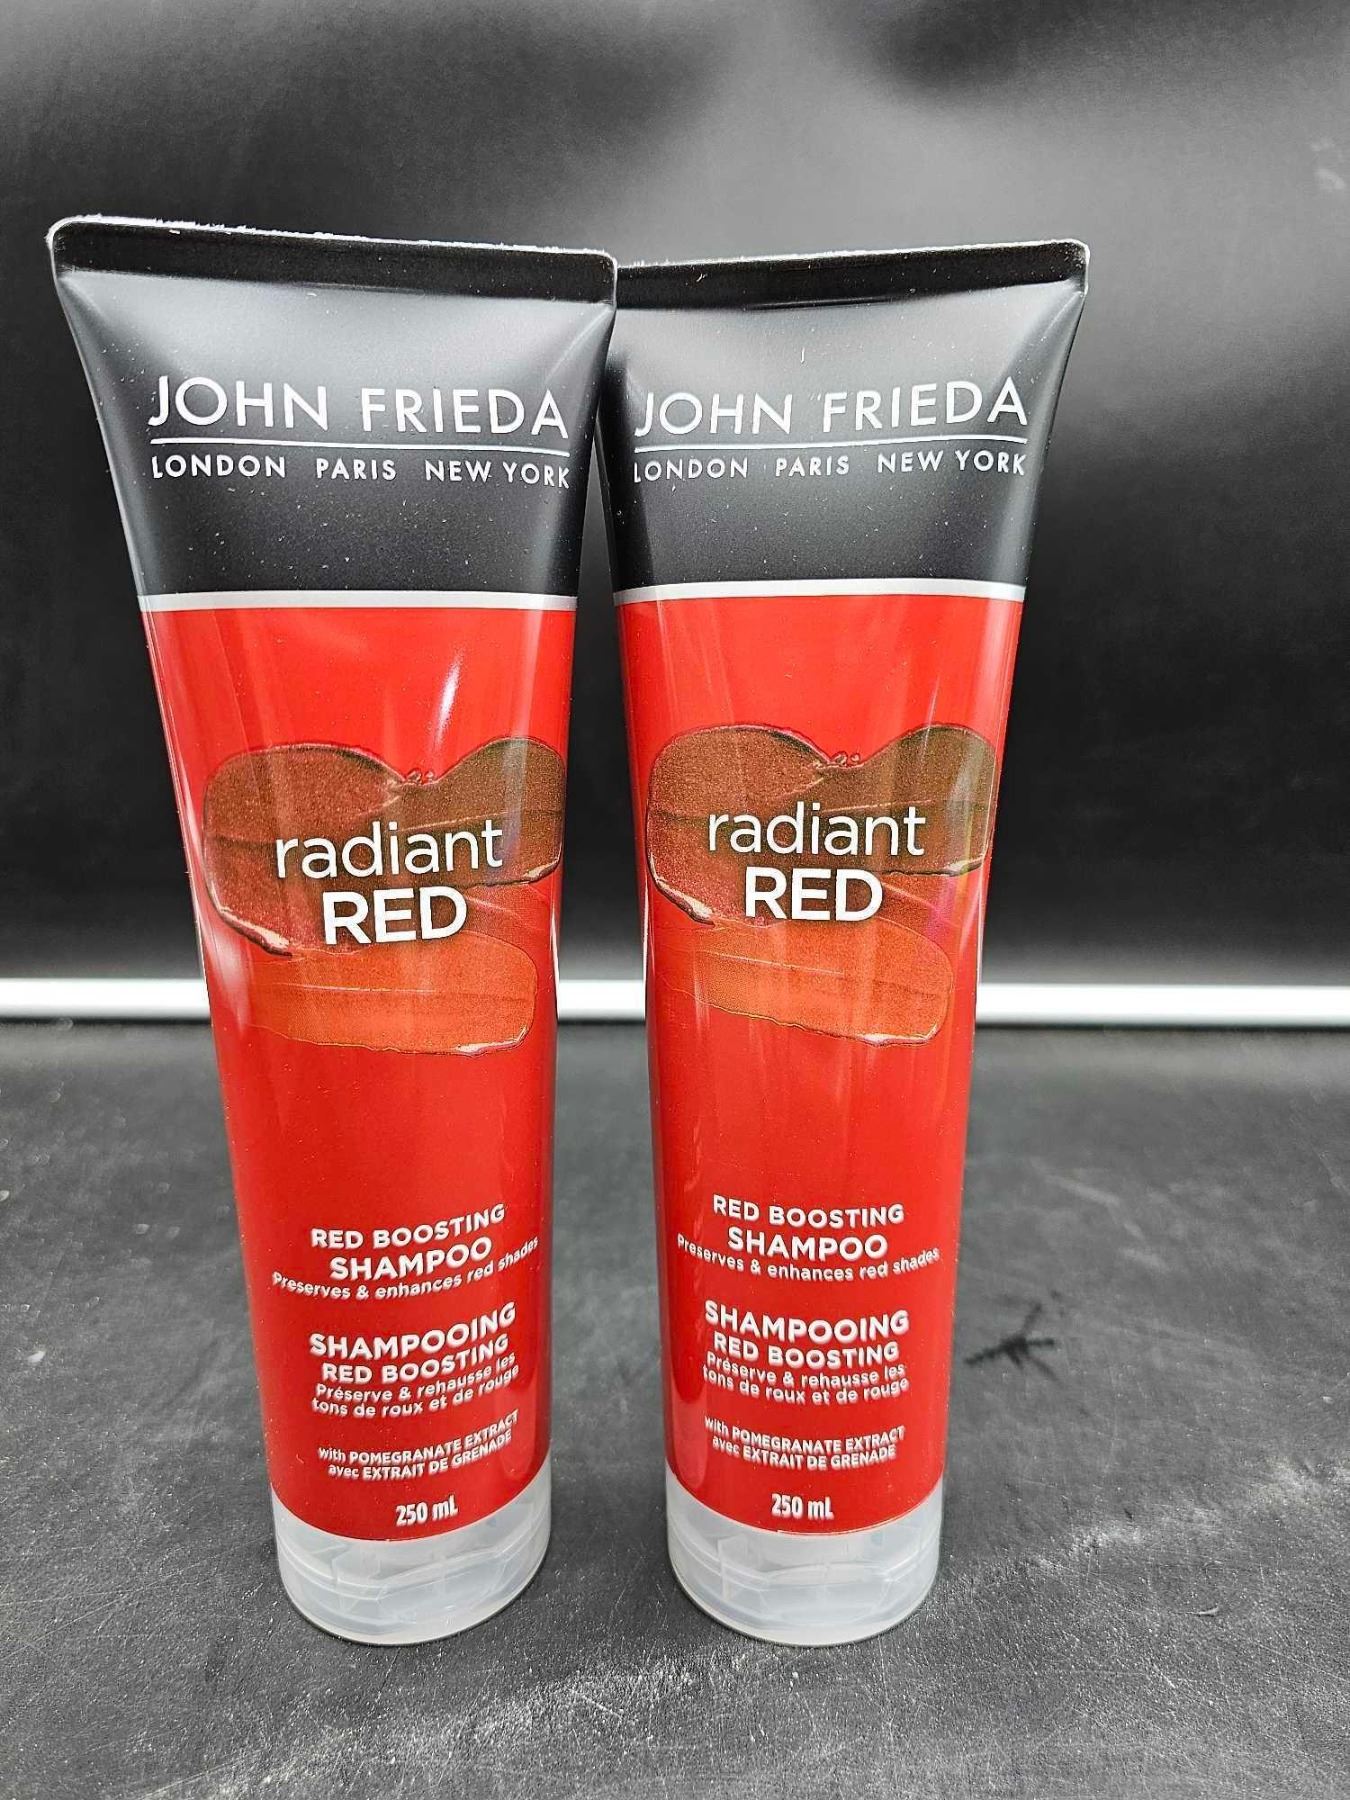 JOHN FRIEDA
LONDON PARIS NEW YORK
radiant
RED
RED BOOSTING
SHAMPOO
Preserves & enhances red shades
SHAMPOOING
RED BOOSTING
Préserve & rehausse les
tons de roux et de rouge
with POMEGRANATE EXTRACT
avec EXTRAIT DE GRENADE
250 mL
JOHN FRIEDA
LONDON PARIS NEW YORK
radiant
RED
RED BOOSTING
SHAMPOO
Preserves & enhances red shades
SHAMPOOING
RED BOOSTING
Préserve & rehausse les
tons de roux et de rouge
with POMEGRANATE EXTRACT
avec EXTRAIT DE GRENADE
250 mL